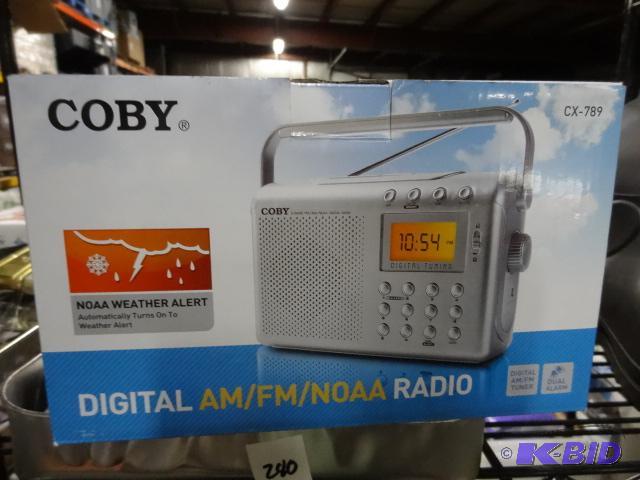 COBY®
CX-789
COBY
10:54 PM
DIGITAL TUNING
NOAA WEATHER ALERT
Automatically Turns On To
Weather Alert
DIGITAL AM/FM/NOAA RADIO
DIGITAL
AM/FM
TUNER
DUAL
ALARM
240
© K-BID